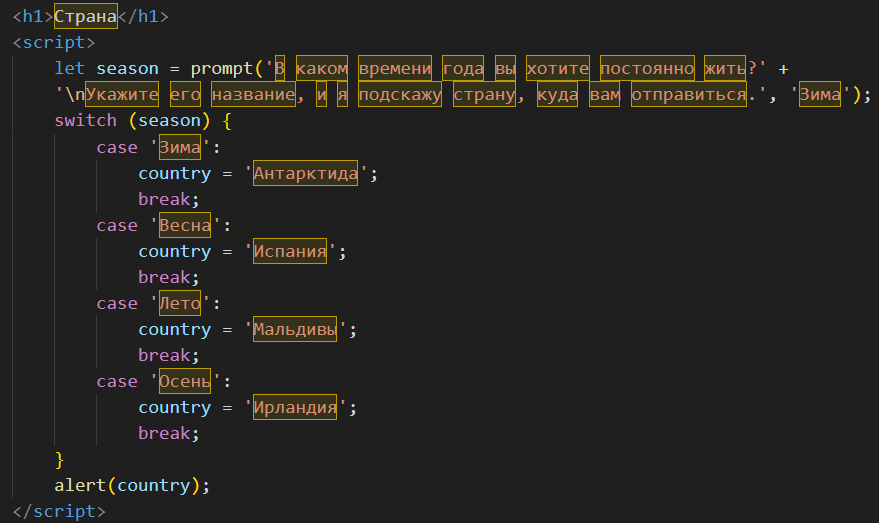 <h1>Страна</h1>
<script>
let season = prompt('В каком времени года вы хотите постоянно жить?' +
'\nУкажите его название, и я подскажу страну, куда вам отправиться.', 'Зима');
switch (season) {
case 'Зима':
country = 'Антарктида';
break;
case 'Весна':
country = 'Испания';
break;
case 'Лето':
country = 'Мальдивы';
break;
case 'Осень':
country = 'Ирландия';
break;
}
alert(country);
</script>